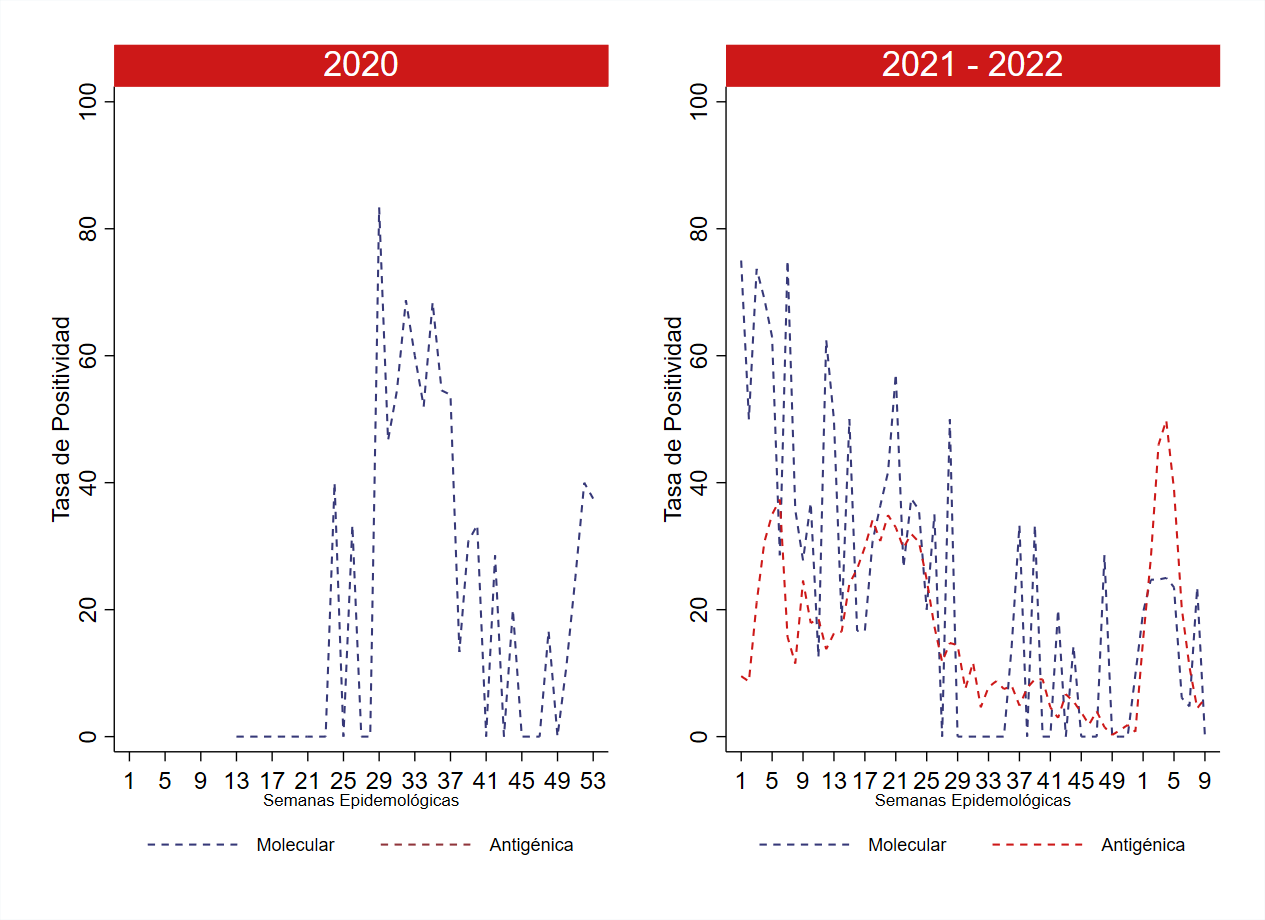 2020
100
80
60
40
20
0
Tasa de Positividad
1 5 9 13 17 21 25 29 33 37 41 45 49 53
Semanas Epidemológicas
Molecular Antigénica
2021 - 2022
100
80
60
40
20
0
Tasa de Positividad
1 5 9 13 17 21 25 29 33 37 41 45 49 1 5 9
Semanas Epidemológicas
Molecular Antigénica